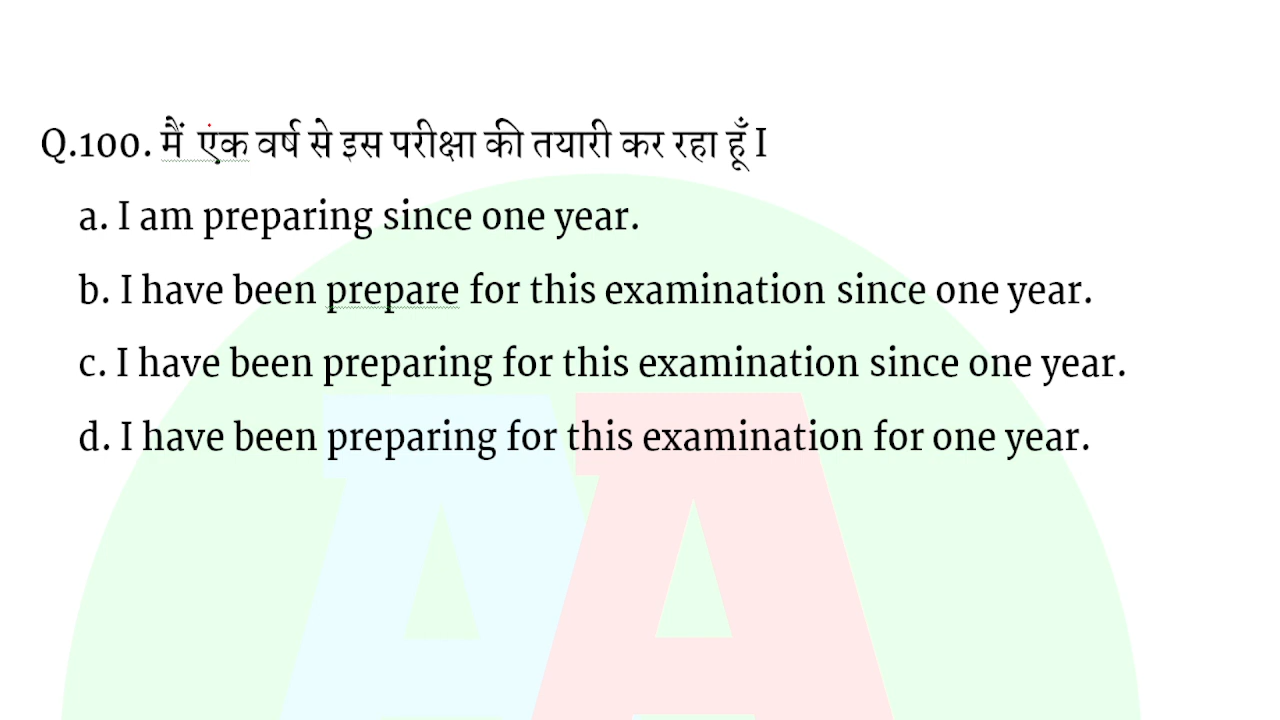 Q.100. मैं एंक वर्ष से इस परीक्षा की तयारी कर रहा हूँ I
a. I am preparing since one year.
b. I have been prepare for this examination since one year.
c. I have been preparing for this examination since one year.
d. I have been preparing for this examination for one year.